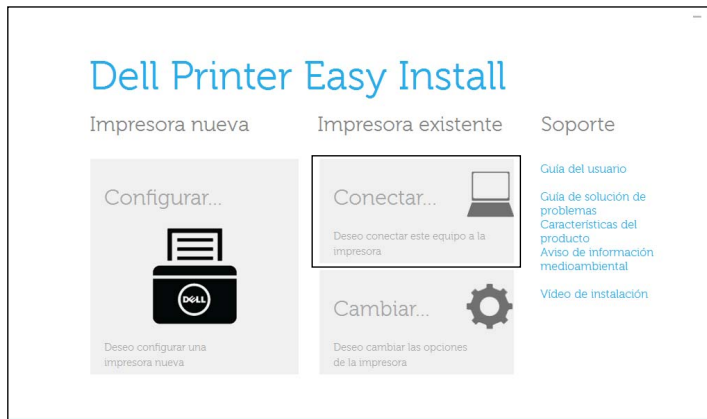 Dell Printer Easy Install
Impresora nueva
Impresora existente
Soporte
Configurar...
DELL
Deseo configurar una
impresora nueva
Conectar...
Deseo conectar este equipo a la
impresora
Cambiar...
Deseo cambiar las opciones
de la impresora
Guía del usuario
Guía de solución de
problemas
Características del
producto
Aviso de información
medioambiental
Vídeo de instalación